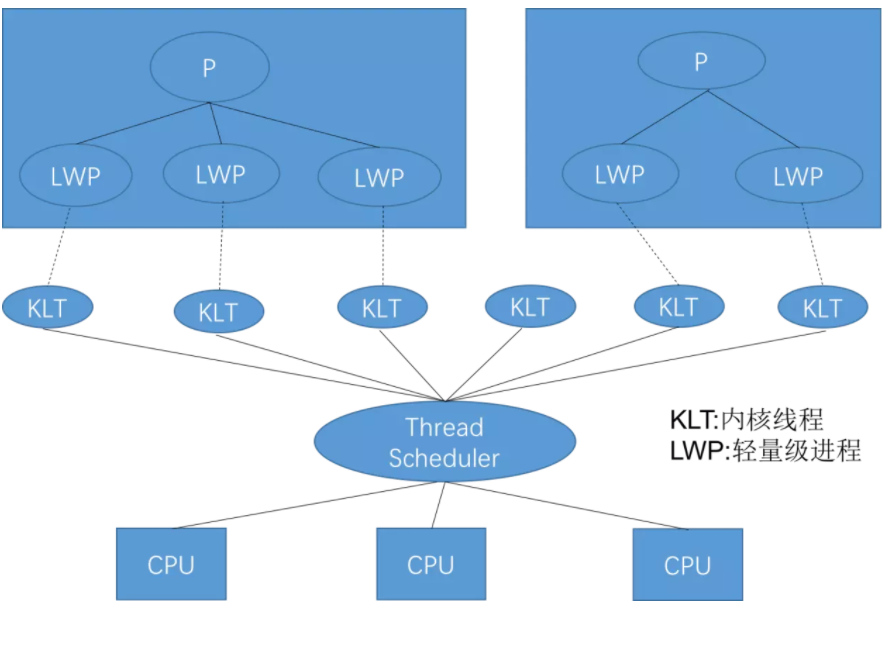 P
P
LWP
LWP
LWP
LWP
LWP
KLT
KLT
KLT
KLT
KLT
KLT
Thread
Scheduler
KLT:内核线程
LWP:轻量级进程
CPU
CPU
CPU